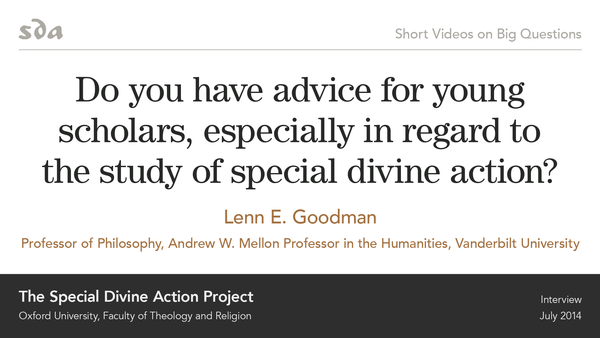 sda
Short Videos on Big Questions
Do you have advice for young
scholars, especially in regard to
the study of special divine action?
Lenn E. Goodman
Professor of Philosophy, Andrew W. Mellon Professor in the Humanities, Vanderbilt University
The Special Divine Action Project
Interview
Oxford University, Faculty of Theology and Religion
July 2014